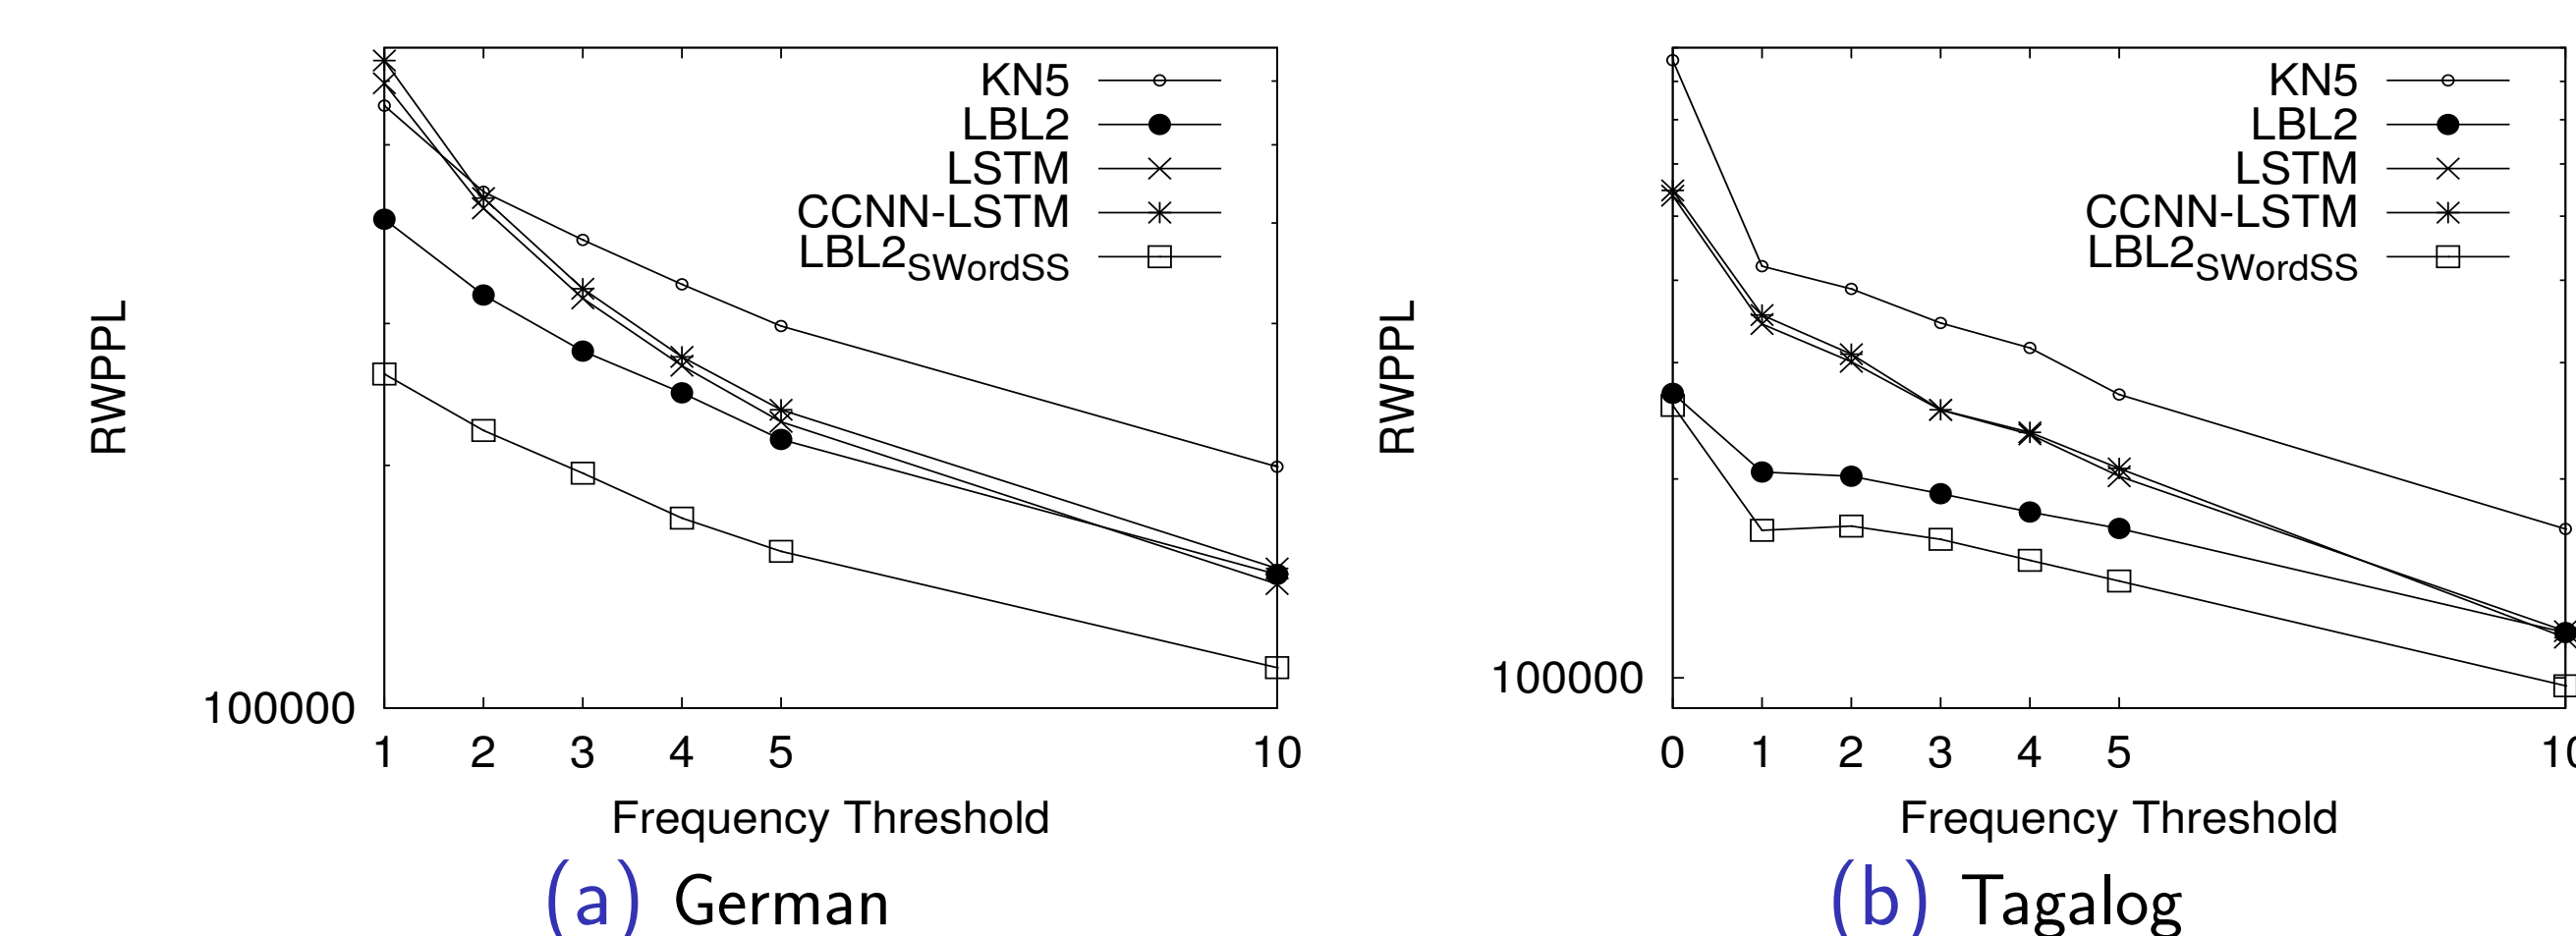 KN5
LBL2
LSTM
CCNN-LSTM
LBL2SWordSS
RWPPL
100000
1 2 3 4 5 10
Frequency Threshold
(a) German
KN5
LBL2
LSTM
CCNN-LSTM
LBL2SWordSS
RWPPL
100000
0 1 2 3 4 5 10
Frequency Threshold
(b) Tagalog